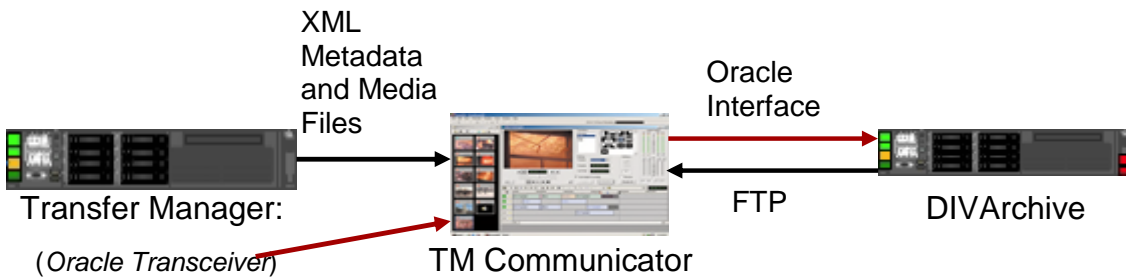 XML
Metadata
and Media
Files
Oracle
Interface
Transfer Manager:
FTP
DIVArchive
(Oracle Transceiver)
TM Communicator